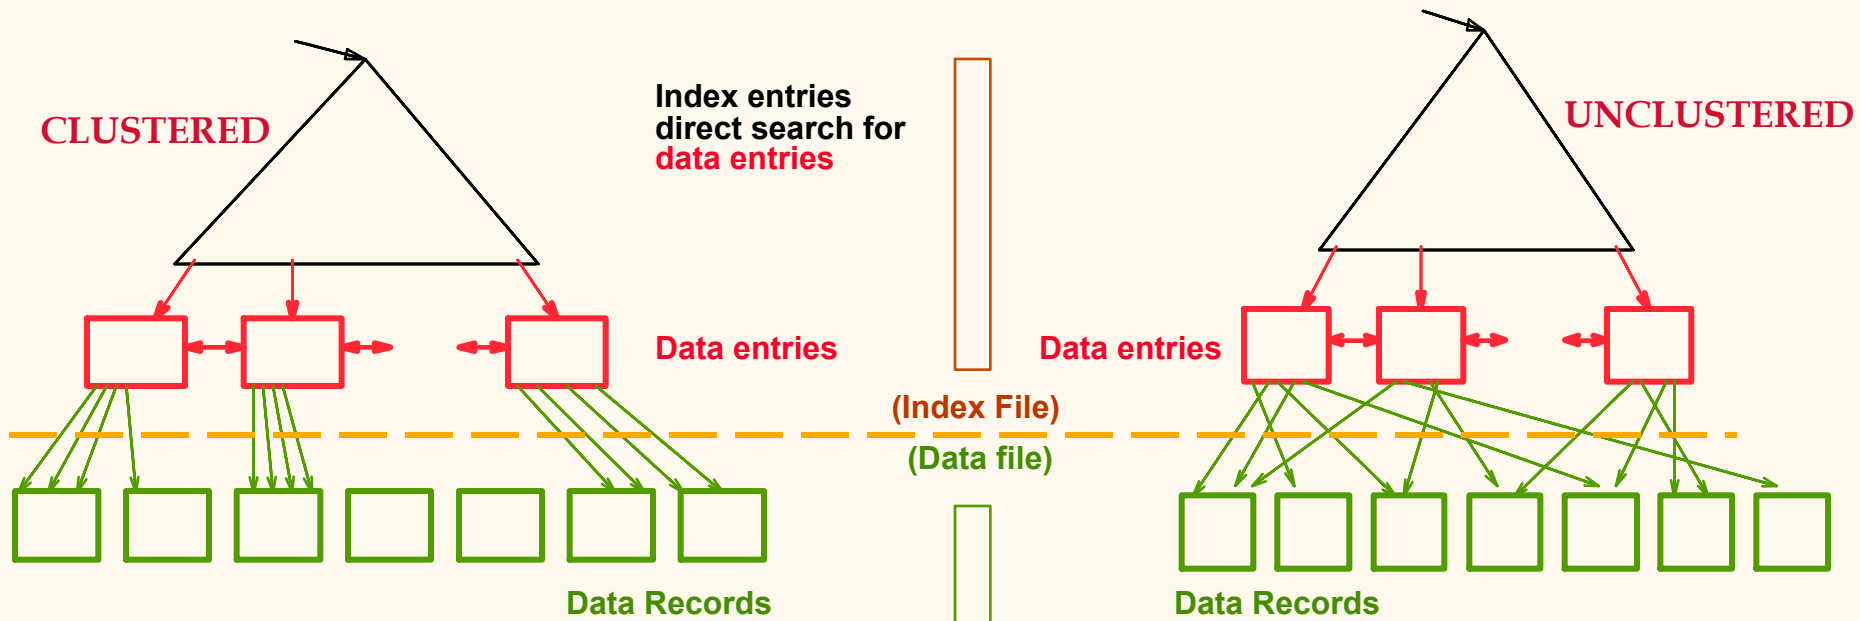 CLUSTERED
Index entries
direct search for
data entries
UNCLUSTERED
Data entries
Data entries
(Index File)
(Data file)
Data Records
Data Records